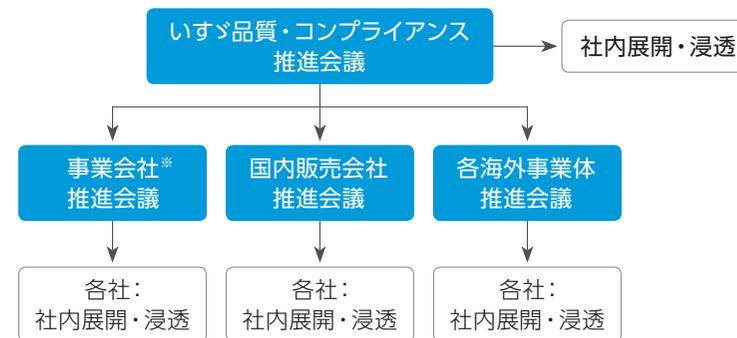 いすゞ品質・コンプライアンス
推進会議
社内展開・浸透
事業会社※
推進会議
国内販売会社
推進会議
各海外事業体
推進会議
各社：
社内展開・浸透
各社：
社内展開・浸透
各社：
社内展開・浸透